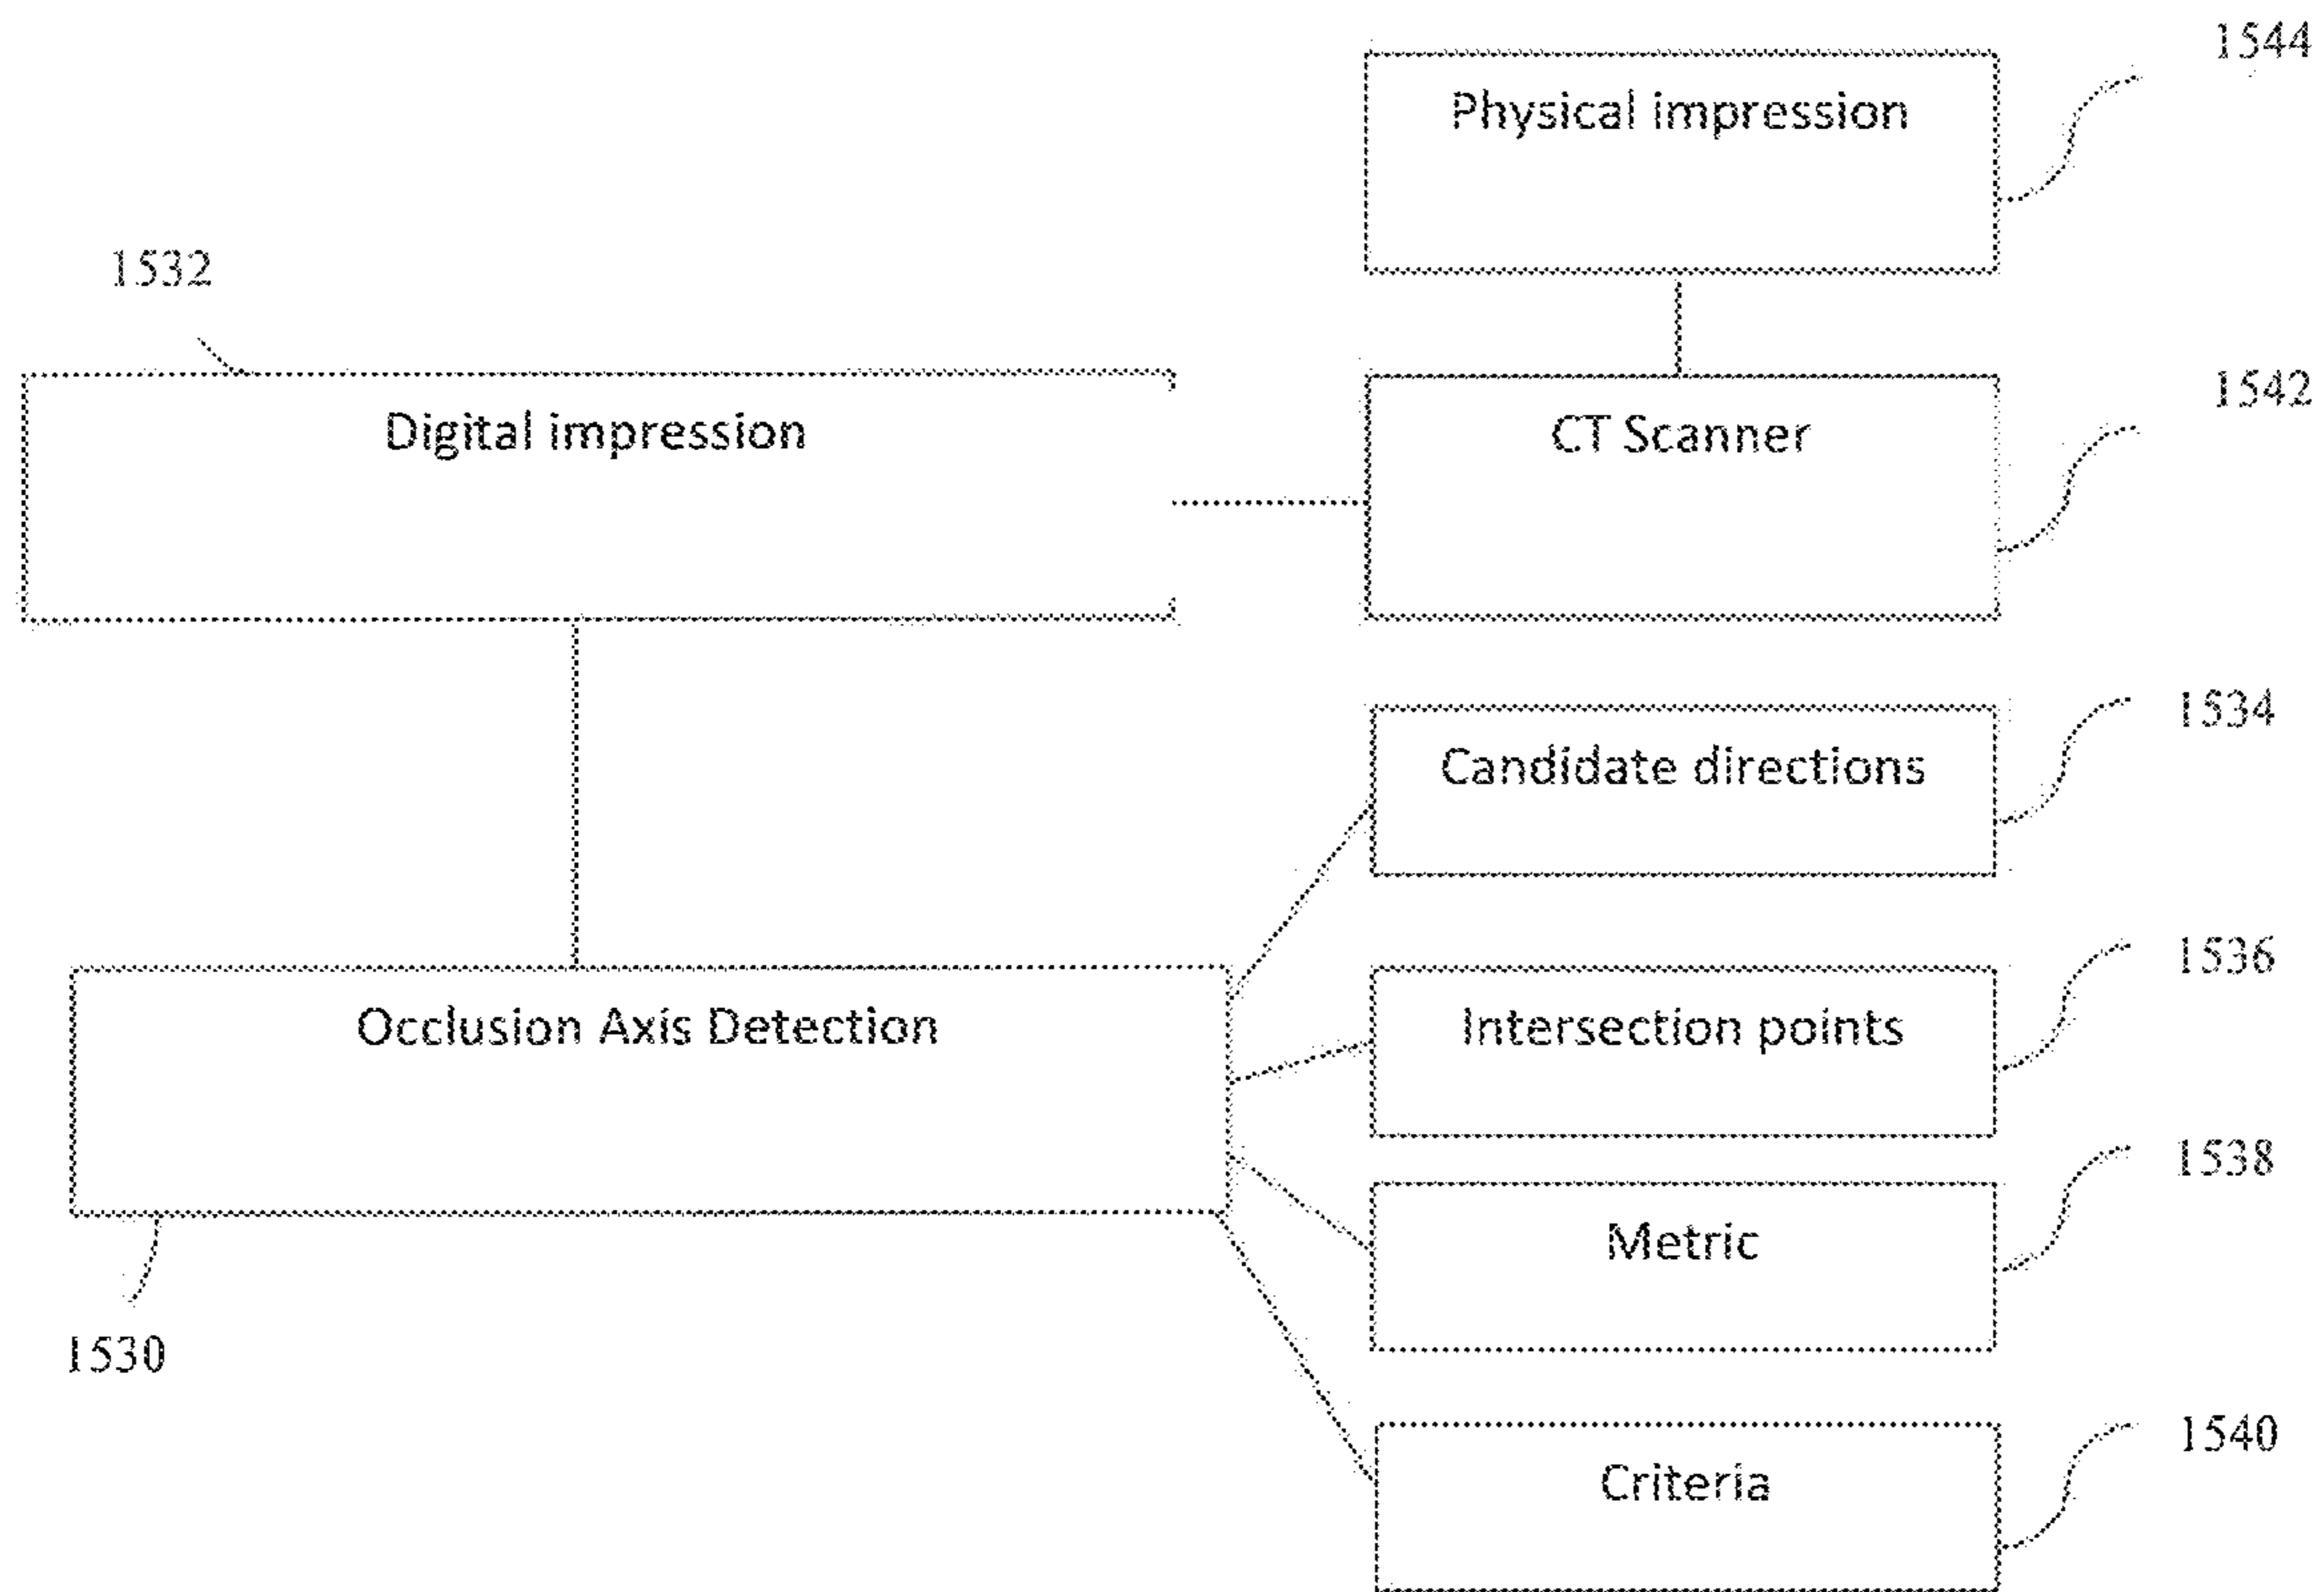 1544
Physical impression
1532
Digital impression
CT Scanner
1542
Candidate directions
1534
Occlusion Axis Detection
Intersection points
1536
Metric
1538
1530
Criteria
1540